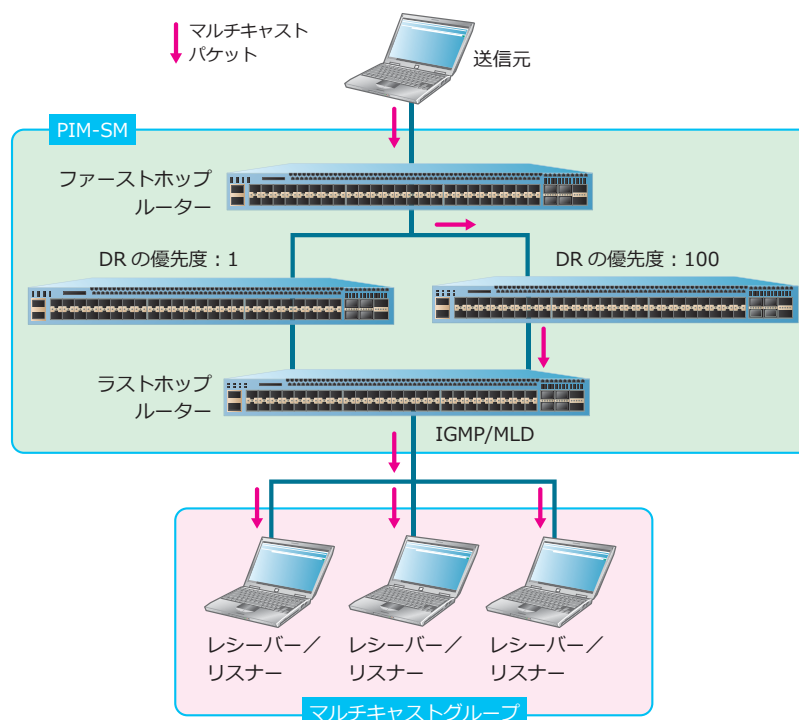 マルチキャスト
パケット
送信元
PIM-SM
ファーストホップ
ルーター
DR の優先度：1
DR の優先度：100
ラストホップ
ルーター
IGMP/MLD
レシーバー／
リスナー
レシーバー／
リスナー
レシーバー／
リスナー
マルチキャストグループ